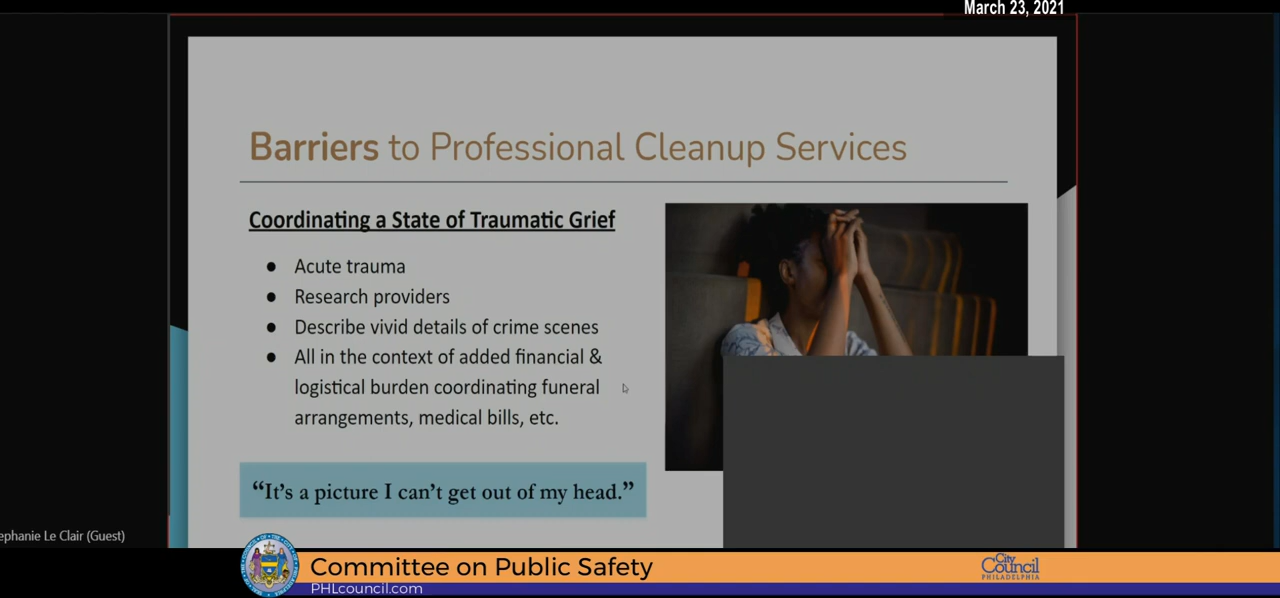 March 23, 2021
Barriers to Professional Cleanup Services
Coordinating a State of Traumatic Grief
● Acute trauma
● Research providers
● Describe vivid details of crime scenes
● All in the context of added financial &
logistical burden coordinating funeral
arrangements, medical bills, etc.
“It’s a picture I can’t get out of my head.”
ephanie Le Clair (Guest)
Committee on Public Safety
City
Council
PHILADELPHIA
PHLcouncil.com